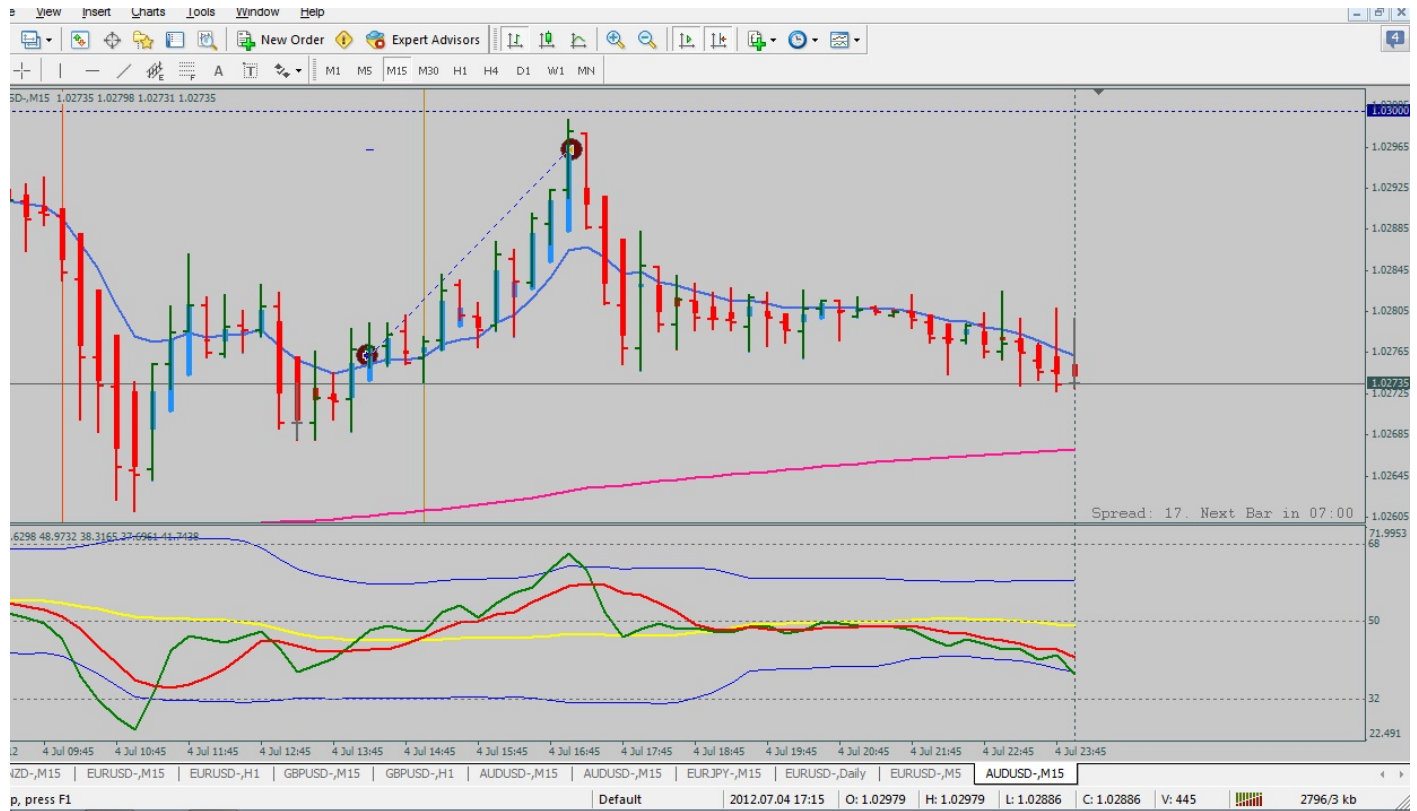 e View Insert Charts Tools Window Help
New Order Expert Advisors 4
E F A T M1 M5 M15 M30 H1 H4 D1 W1 MN
SD-,M15 1.02735 1.02798 1.02731 1.02735
1.03000
1.02965
1.02925
1.02885
1.02845
1.02805
1.02765
1.02735
1.02725
1.02685
1.02645
Spread: 17. Next Bar in 07:00
1.02605
.6298 48.9732 38.3165 37.6961 41.7438
71.9953
68
50
32
22.491
12 4 Jul 09:45 4 Jul 10:45 4 Jul 11:45 4 Jul 12:45 4 Jul 13:45 4 Jul 14:45 4 Jul 15:45 4 Jul 16:45 4 Jul 17:45 4 Jul 18:45 4 Jul 19:45 4 Jul 20:45 4 Jul 21:45 4 Jul 22:45 4 Jul 23:45
NZD-,M15 EURUSD-,M15 EURUSD-,H1 GBPUSD-,M15 GBPUSD-,H1 AUDUSD-,M15 AUDUSD-,M15 EURJPY-,M15 EURUSD-,Daily EURUSD-,M5 AUDUSD-,M15
p, press F1 Default 2012.07.04 17:15 O: 1.02979 H: 1.02979 L: 1.02886 C: 1.02886 V: 445 2796/3 kb